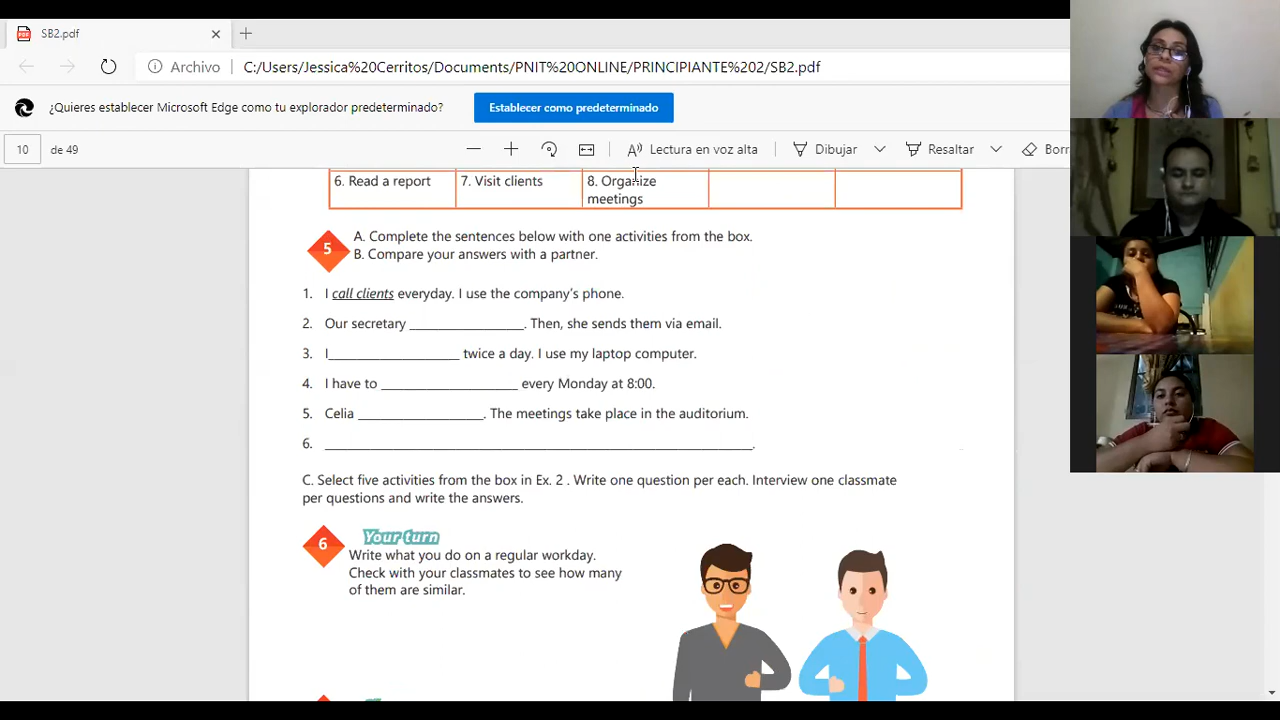 SB2.pdf
Archivo
C:/Users/Jessica%20Cerritos/Documents/PNIT%20ONLINE/PRINCIPIANTE%202/SB2.pdf
¿Quieres establecer Microsoft Edge como tu explorador predeterminado?
Establecer como predeterminado
10 de 49
Lectura en voz alta
Dibujar
Resaltar
Borr
6. Read a report
7. Visit clients
8. Organize
meetings
5
A. Complete the sentences below with one activities from the box.
B. Compare your answers with a partner.
1. I call clients everyday. I use the company's phone.
2. Our secretary _______________. Then, she sends them via email.
3. I_________________ twice a day. I use my laptop computer.
4. I have to __________________ every Monday at 8:00.
5. Celia ________________. The meetings take place in the auditorium.
6. ________________________________________________________.
C. Select five activities from the box in Ex. 2 . Write one question per each. Interview one classmate
per questions and write the answers.
6
Your turn
Write what you do on a regular workday.
Check with your classmates to see how many
of them are similar.